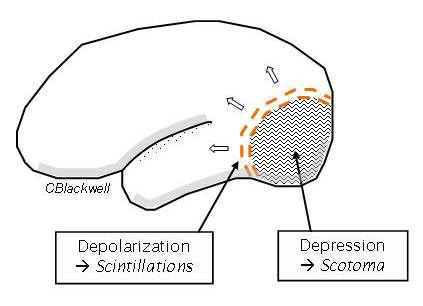 CBlackwell
Depolarization
→ Scintillations
Depression
→ Scotoma